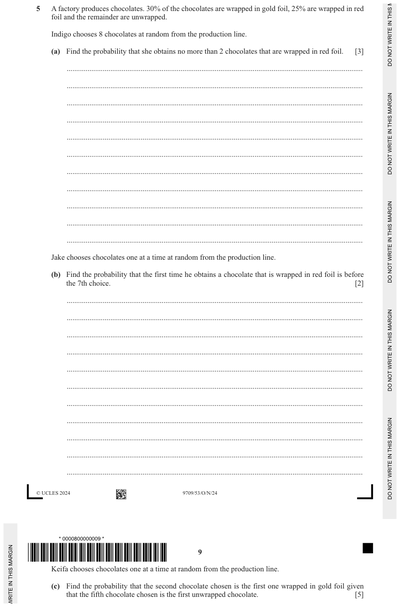 5 A factory produces chocolates. 30% of the chocolates are wrapped in gold foil, 25% are wrapped in red
foil and the remainder are unwrapped.
Indigo chooses 8 chocolates at random from the production line.
(a) Find the probability that she obtains no more than 2 chocolates that are wrapped in red foil. [3]
Jake chooses chocolates one at a time at random from the production line.
(b) Find the probability that the first time he obtains a chocolate that is wrapped in red foil is before
the 7th choice. [2]
© UCLES 2024
9709/53/O/N/24
DO NOT WRITE IN THIS MARGIN
DO NOT WRITE IN THIS MARGIN
DO NOT WRITE IN THIS MARGIN
DO NOT WRITE IN THIS MARGIN
DO NOT WRITE IN THIS MARGIN
* 0000800000009 *
9
Keifa chooses chocolates one at a time at random from the production line.
(c) Find the probability that the second chocolate chosen is the first one wrapped in gold foil given
that the fifth chocolate chosen is the first unwrapped chocolate. [5]
WRITE IN THIS MARGIN